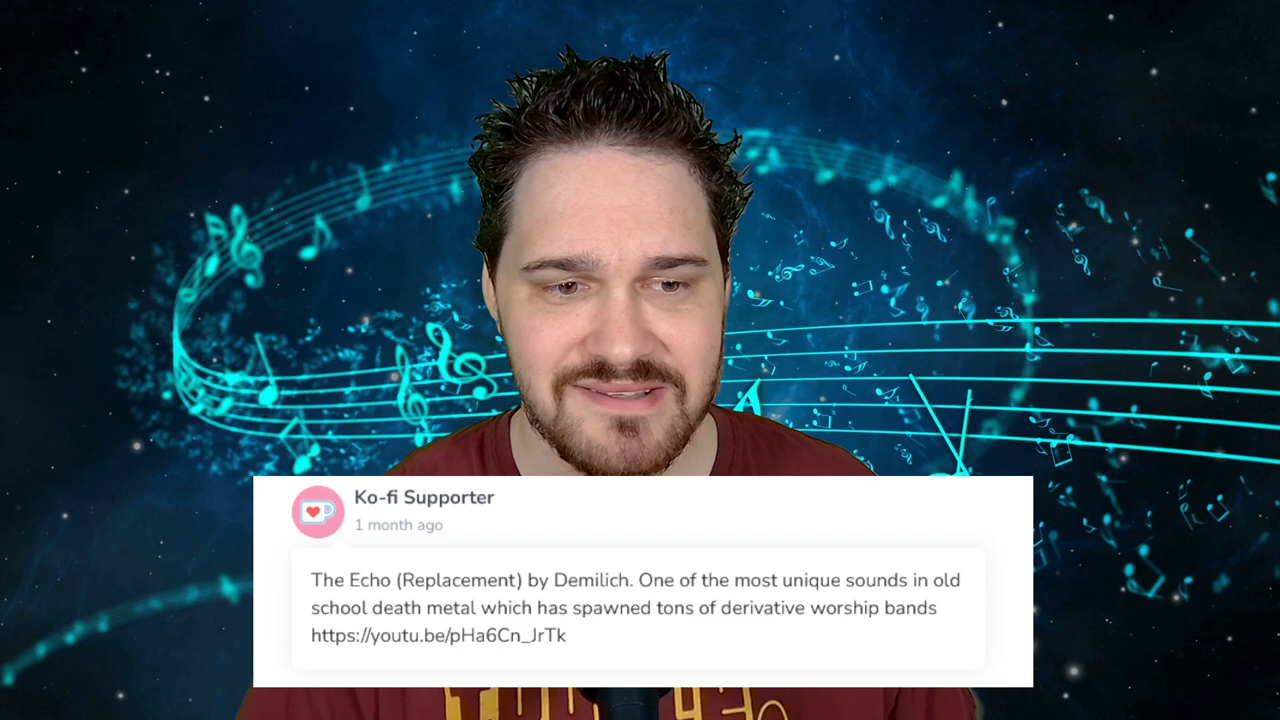 Ko-fi Supporter
1 month ago
The Echo (Replacement) by Demilich. One of the most unique sounds in old
school death metal which has spawned tons of derivative worship bands
https://youtu.be/pHa6Cn_JrTk